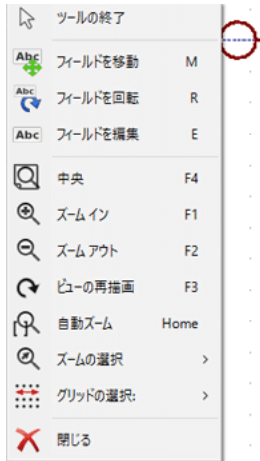 ツールの終了
Abc フィールドを移動 M
Abc フィールドを回転 R
Abc フィールドを編集 E
中央 F4
ズーム イン F1
ズーム アウト F2
ビューの再描画 F3
自動ズーム Home
ズームの選択 >
グリッドの選択: >
閉じる